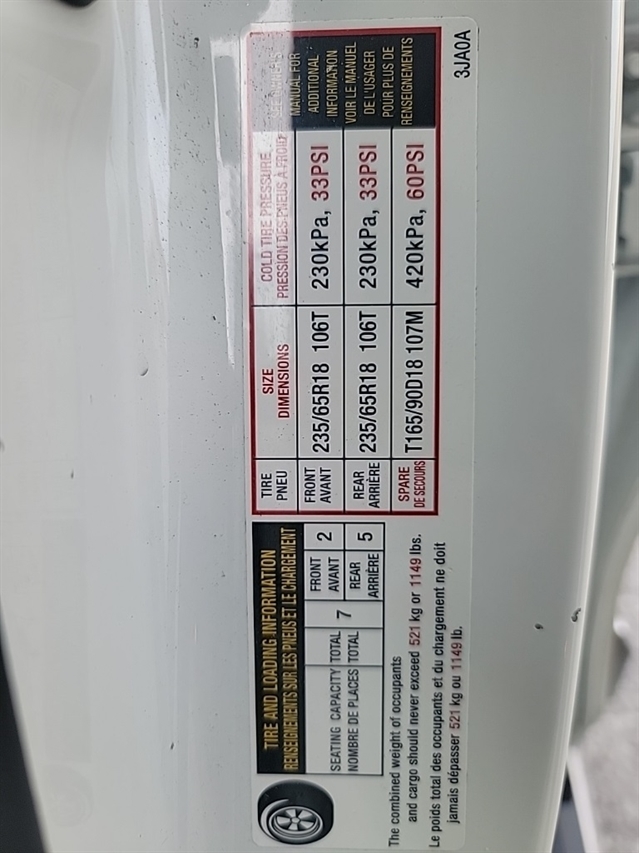 TIRE AND LOADING INFORMATION
RENSEIGNEMENTS SUR LES PNEUS ET LE CHARGEMENT
SEATING CAPACITY TOTAL 7 FRONT AVANT 2
NOMBRE DE PLACES TOTAL REAR ARRIÈRE 5
The combined weight of occupants
and cargo should never exceed 521 kg or 1149 lbs.
Le poids total des occupants et du chargement ne doit
jamais dépasser 521 kg ou 1149 lb.
TIRE PNEU
SIZE DIMENSIONS
COLD TIRE PRESSURE
PRESSION DES PNEUS À FROID
FRONT AVANT 235/65R18 106T 230kPa, 33PSI
REAR ARRIÈRE 235/65R18 106T 230kPa, 33PSI
SPARE DE SECOURS T165/90D18 107M 420kPa, 60PSI
MANUAL FOR
ADDITIONAL
INFORMATION
VOIR LE MANUEL
DE L'USAGER
POUR PLUS DE
RENSEIGNEMENTS
3JA0A